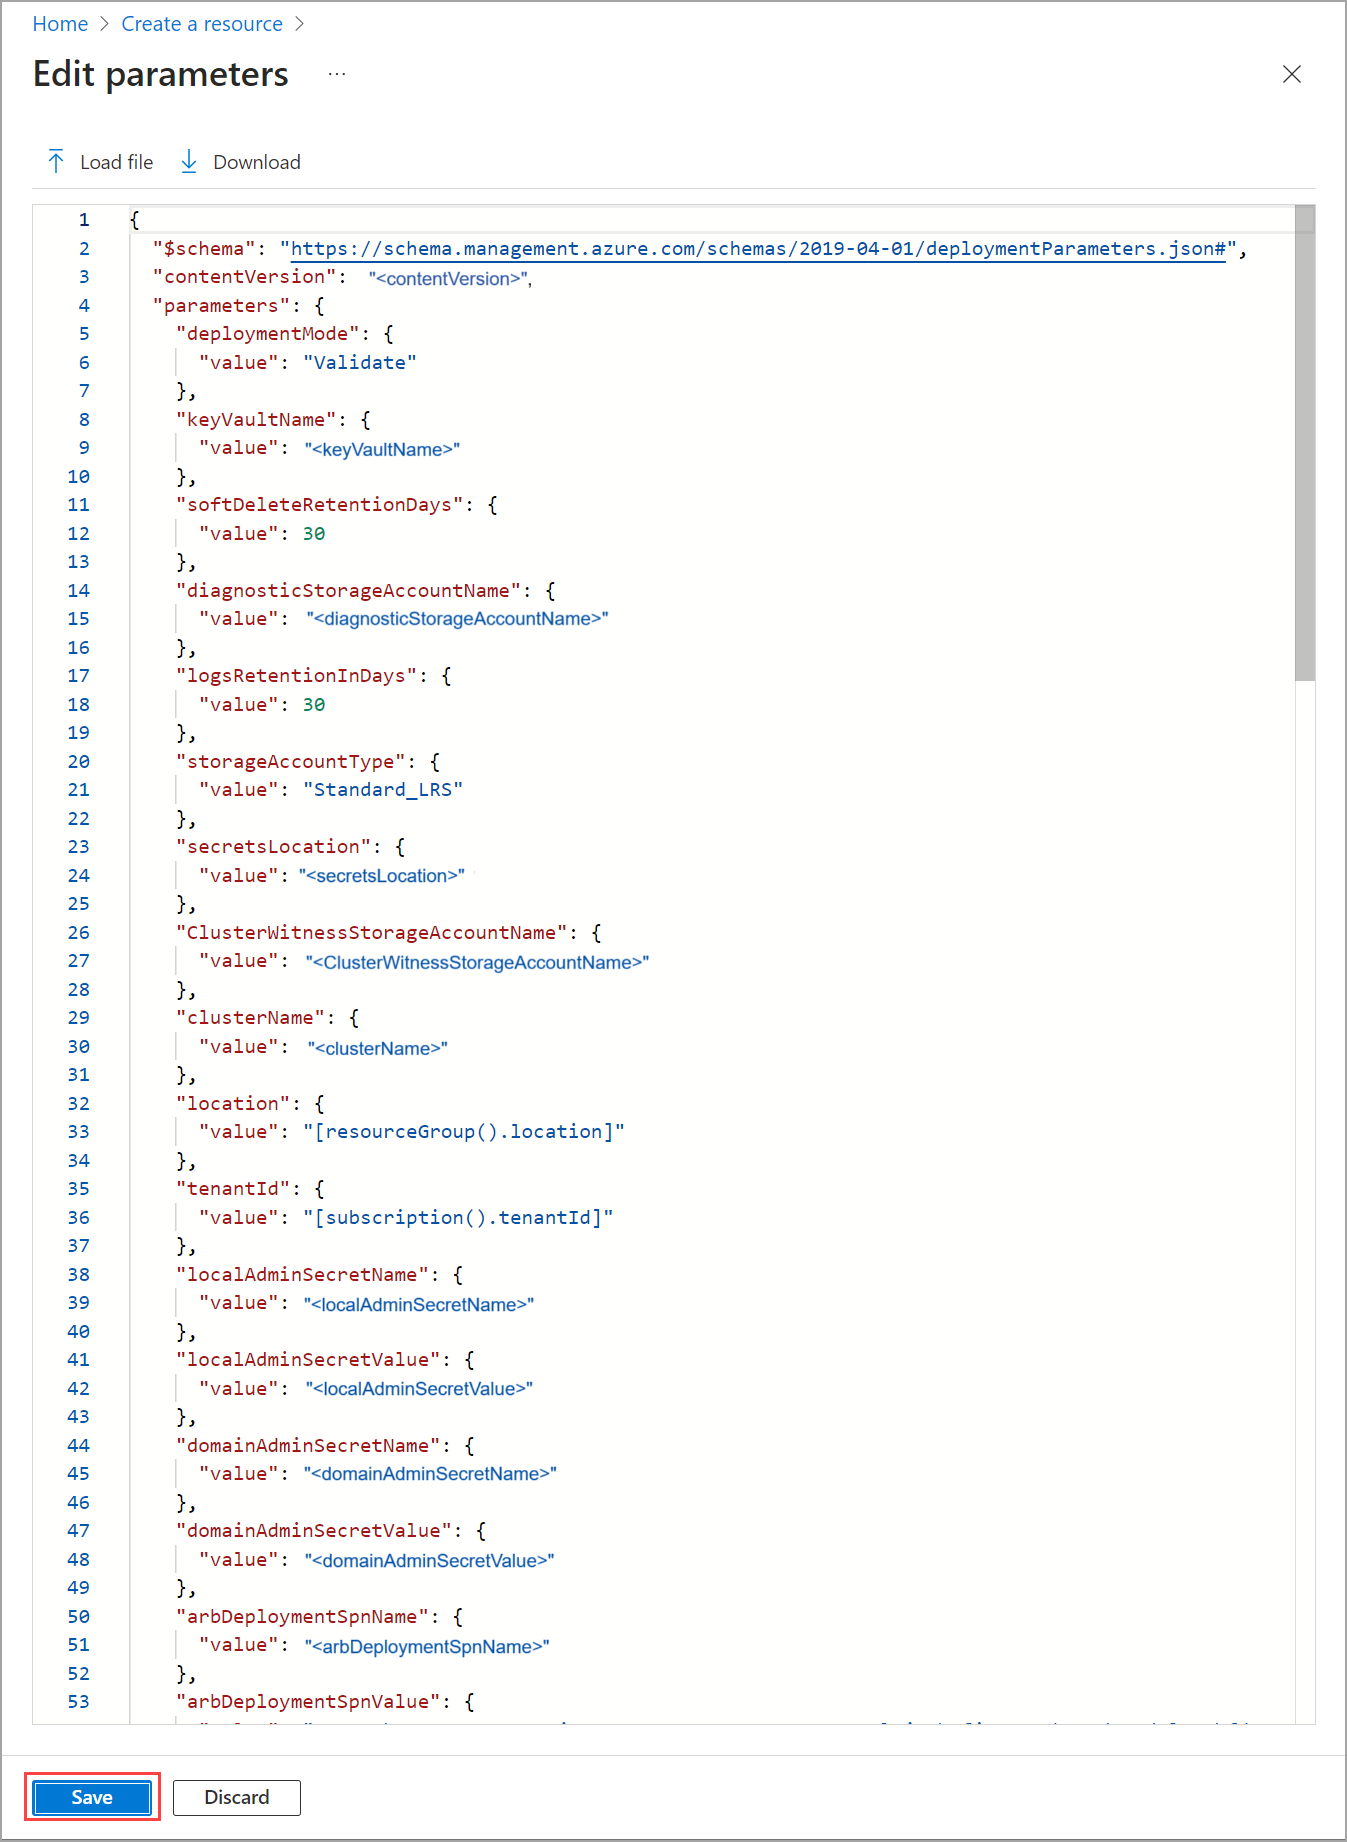 Home > Create a resource >
Edit parameters ...
Load file Download
1 {
2 "$schema": "https://schema.management.azure.com/schemas/2019-04-01/deploymentParameters.json#",
3 "contentVersion": "<contentVersion>",
4 "parameters": {
5 "deploymentMode": {
6 "value": "Validate"
7 },
8 "keyVaultName": {
9 "value": "<keyVaultName>"
10 },
11 "softDeleteRetentionDays": {
12 "value": 30
13 },
14 "diagnosticStorageAccountName": {
15 "value": "<diagnosticStorageAccountName>"
16 },
17 "logsRetentionInDays": {
18 "value": 30
19 },
20 "storageAccountType": {
21 "value": "Standard_LRS"
22 },
23 "secretsLocation": {
24 "value": "<secretsLocation>"
25 },
26 "ClusterWitnessStorageAccountName": {
27 "value": "<ClusterWitnessStorageAccountName>"
28 },
29 "clusterName": {
30 "value": "<clusterName>"
31 },
32 "location": {
33 "value": "[resourceGroup().location]"
34 },
35 "tenantId": {
36 "value": "[subscription().tenantId]"
37 },
38 "localAdminSecretName": {
39 "value": "<localAdminSecretName>"
40 },
41 "localAdminSecretValue": {
42 "value": "<localAdminSecretValue>"
43 },
44 "domainAdminSecretName": {
45 "value": "<domainAdminSecretName>"
46 },
47 "domainAdminSecretValue": {
48 "value": "<domainAdminSecretValue>"
49 },
50 "arbDeploymentSpnName": {
51 "value": "<arbDeploymentSpnName>"
52 },
53 "arbDeploymentSpnValue": {
Save Discard